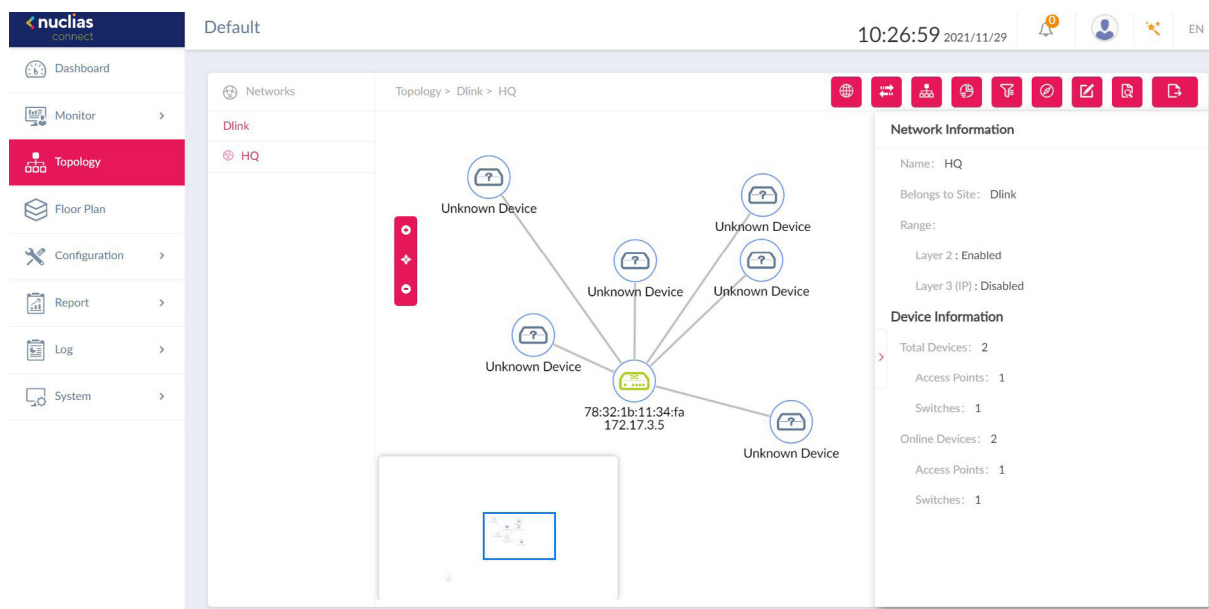 nuclias
connect
Default
10:26:59 2021/11/29
0
EN
Dashboard
Monitor
Topology
Floor Plan
Configuration
Report
Log
System
Networks
Dlink
HQ
Topology > Dlink > HQ
Unknown Device
Unknown Device
Unknown Device
Unknown Device
Unknown Device
DC
78:32:1b:11:34:fa
172.17.3.5
Unknown Device
Network Information
Name: HQ
Belongs to Site: Dlink
Range:
Layer 2 : Enabled
Layer 3 (IP) : Disabled
Device Information
Total Devices: 2
Access Points: 1
Switches: 1
Online Devices: 2
Access Points: 1
Switches: 1